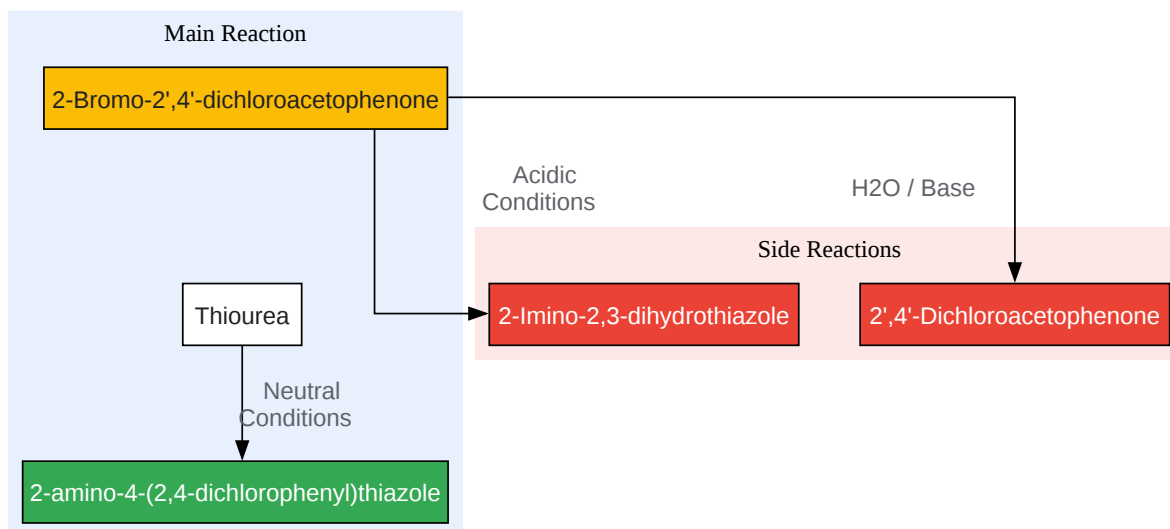 Main Reaction
2-Bromo-2',4'-dichloroacetophenone
Acidic
Conditions
H2O / Base
Side Reactions
Thiourea
2-Imino-2,3-dihydrothiazole
2',4'-Dichloroacetophenone
Neutral
Conditions
2-amino-4-(2,4-dichlorophenyl)thiazole